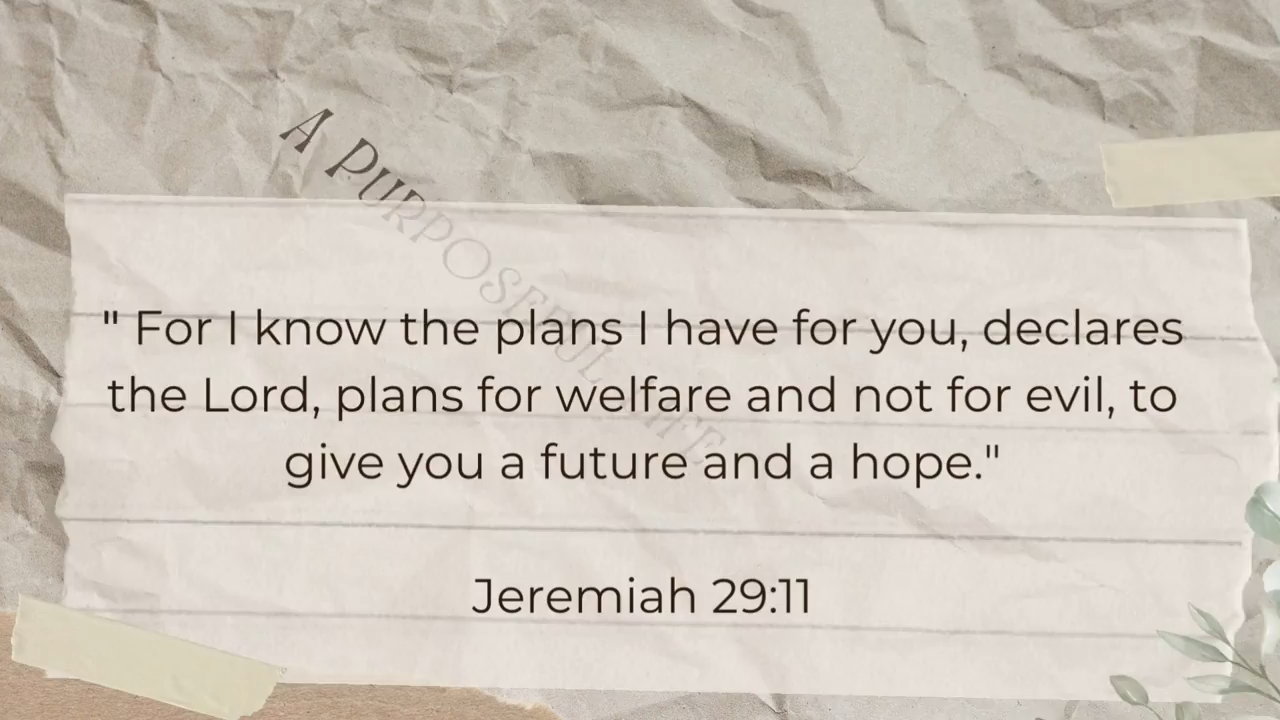 A PURPOSEFUL LIFE
" For I know the plans I have for you, declares
the Lord, plans for welfare and not for evil, to
give you a future and a hope."
Jeremiah 29:11